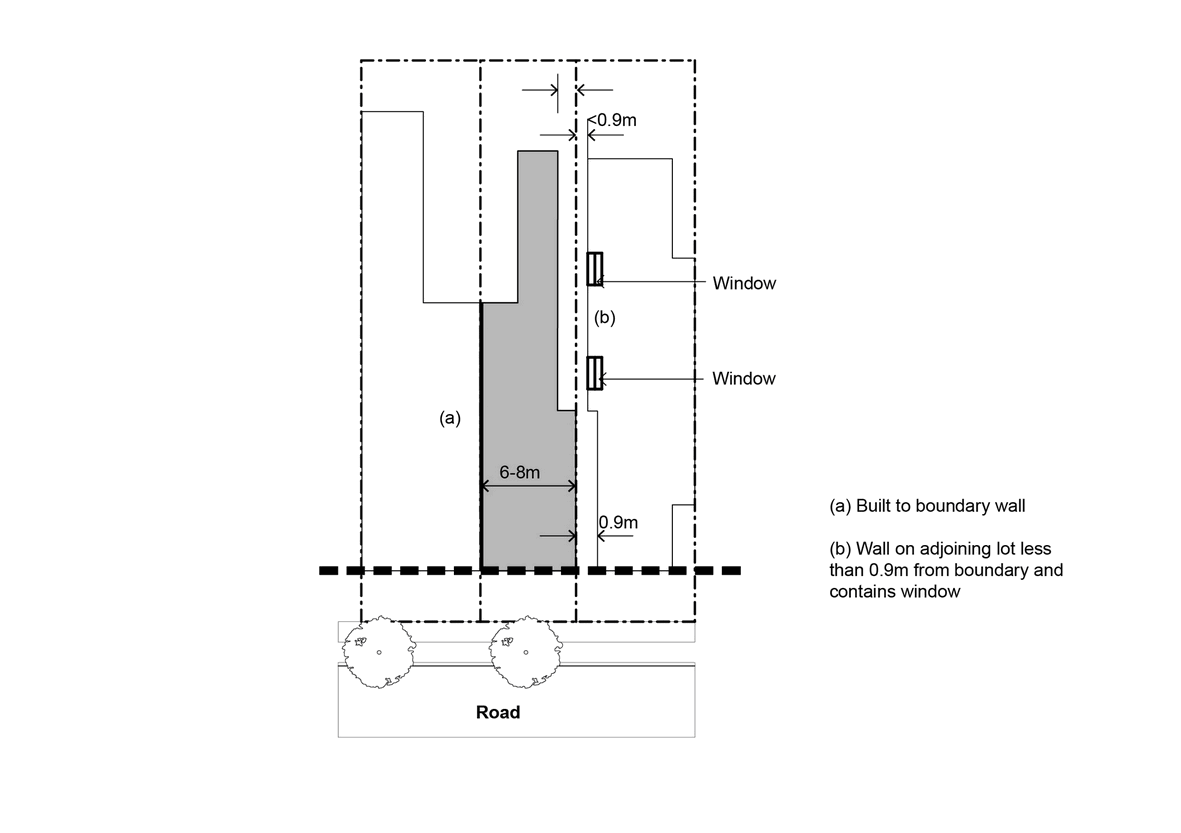 <0.9m
Window
(b)
Window
(a)
6-8m
0.9m
(a) Built to boundary wall
(b) Wall on adjoining lot less
than 0.9m from boundary and
contains window
Road